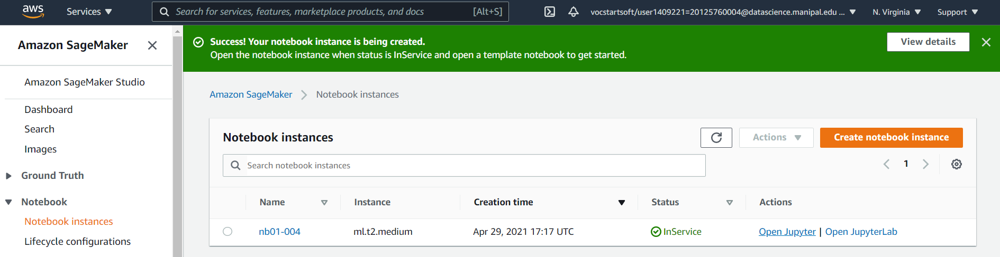 aws Services Search for services, features, marketplace products, and docs [Alt+S] vocstartsoft/user1409221=20125760004@datascience.manipal.edu ... N. Virginia Support
Amazon SageMaker
Amazon SageMaker Studio
Dashboard
Search
Images
Ground Truth
Notebook
Notebook instances
Lifecycle configurations
Success! Your notebook instance is being created.
Open the notebook instance when status is InService and open a template notebook to get started.
View details
Amazon SageMaker Notebook instances
Notebook instances
Actions
Create notebook instance
Search notebook instances
1
Name Instance Creation time Status Actions
nb01-004 ml.t2.medium Apr 29, 2021 17:17 UTC InService Open Jupyter | Open JupyterLab